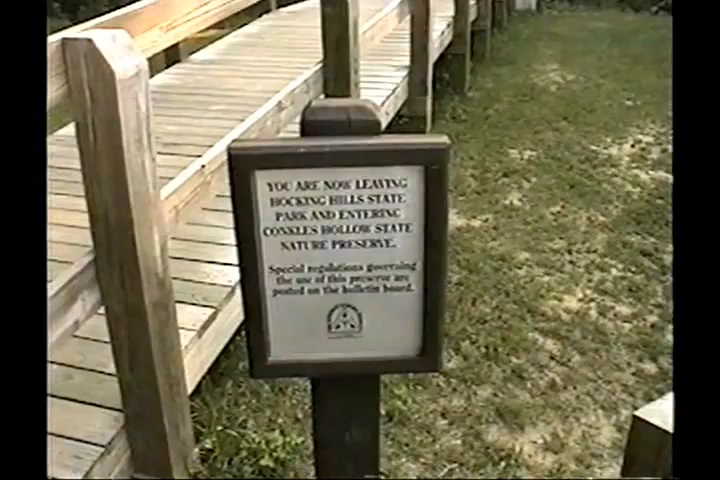 YOU ARE NOW LEAVING
HOCKING HILLS STATE
PARK AND ENTERING
CONKLES HOLLOW STATE
NATURE PRESERVE.
Special regulations governing
the use of this preserve are
posted on the bulletin board.